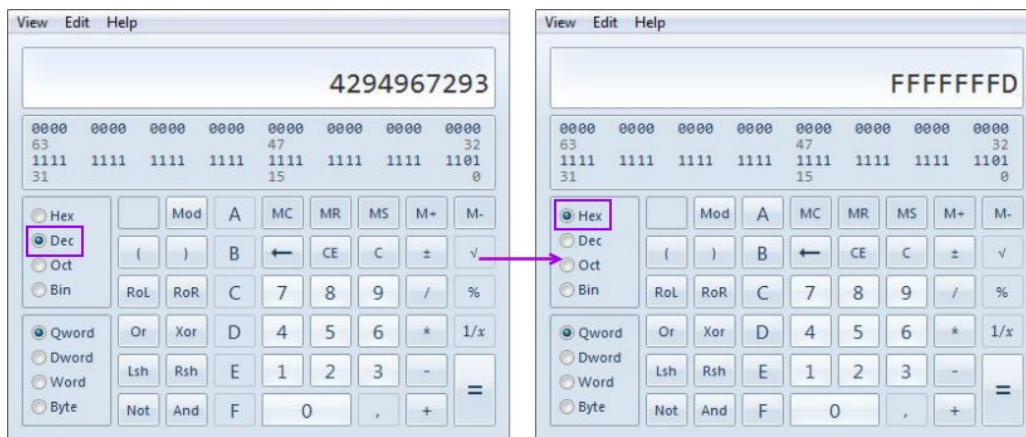 View Edit Help
4294967293
0000 0000 0000 0000 0000 0000 0000 0000
63 47 32
1111 1111 1111 1111 1111 1111 1111 1101
31 15 0
Hex Mod A MC MR MS M+ M-
Dec ( ) B ← CE C ± √
Oct
Bin RoL RoR C 7 8 9 / %
Qword Or Xor D 4 5 6 * 1/x
Dword
Word Lsh Rsh E 1 2 3 - =
Byte Not And F 0 , +
View Edit Help
FFFFFFFD
0000 0000 0000 0000 0000 0000 0000 0000
63 47 32
1111 1111 1111 1111 1111 1111 1111 1101
31 15 0
Hex Mod A MC MR MS M+ M-
Dec ( ) B ← CE C ± √
Oct
Bin RoL RoR C 7 8 9 / %
Qword Or Xor D 4 5 6 * 1/x
Dword
Word Lsh Rsh E 1 2 3 - =
Byte Not And F 0 , +